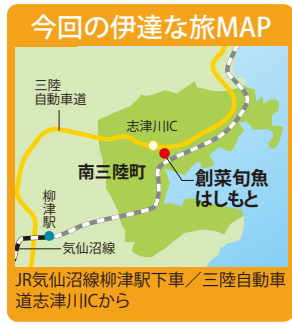 今回の伊達な旅MAP
三陸
自動車道
志津川IC
南三陸町
創菜旬魚
はしもと
柳津駅
気仙沼線
JR気仙沼線柳津駅下車／三陸自動車
道志津川ICから